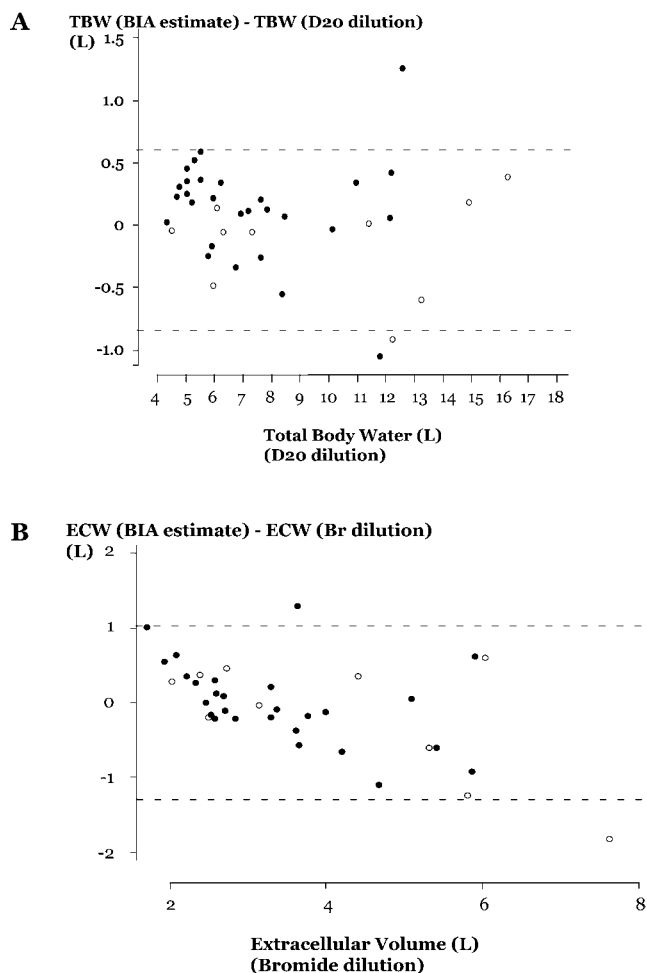 A
TBW (BIA estimate) - TBW (D20 dilution)
(L)
1.5
1.0
0.5
0
-0.5
-1.0
4 5 6 7 8 9 10 11 12 13 14 15 16 17 18
Total Body Water (L)
(D20 dilution)
B
ECW (BIA estimate) - ECW (Br dilution)
(L)
2
1
0
-1
-2
2 4 6 8
Extracellular Volume (L)
(Bromide dilution)